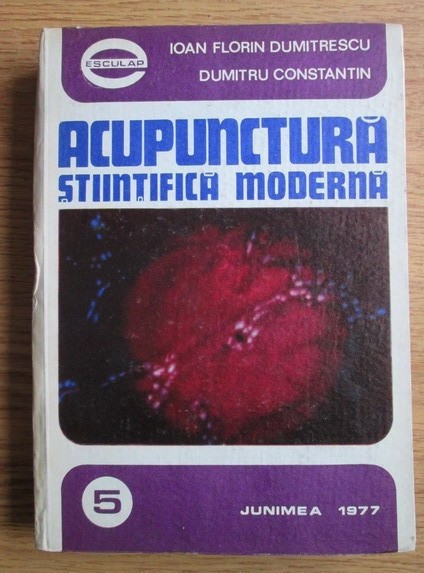 ESCULAP
IOAN FLORIN DUMITRESCU
DUMITRU CONSTANTIN
ACUPUNCTURĂ
ȘTIINȚIFICĂ MODERNĂ
5
JUNIMEA 1977